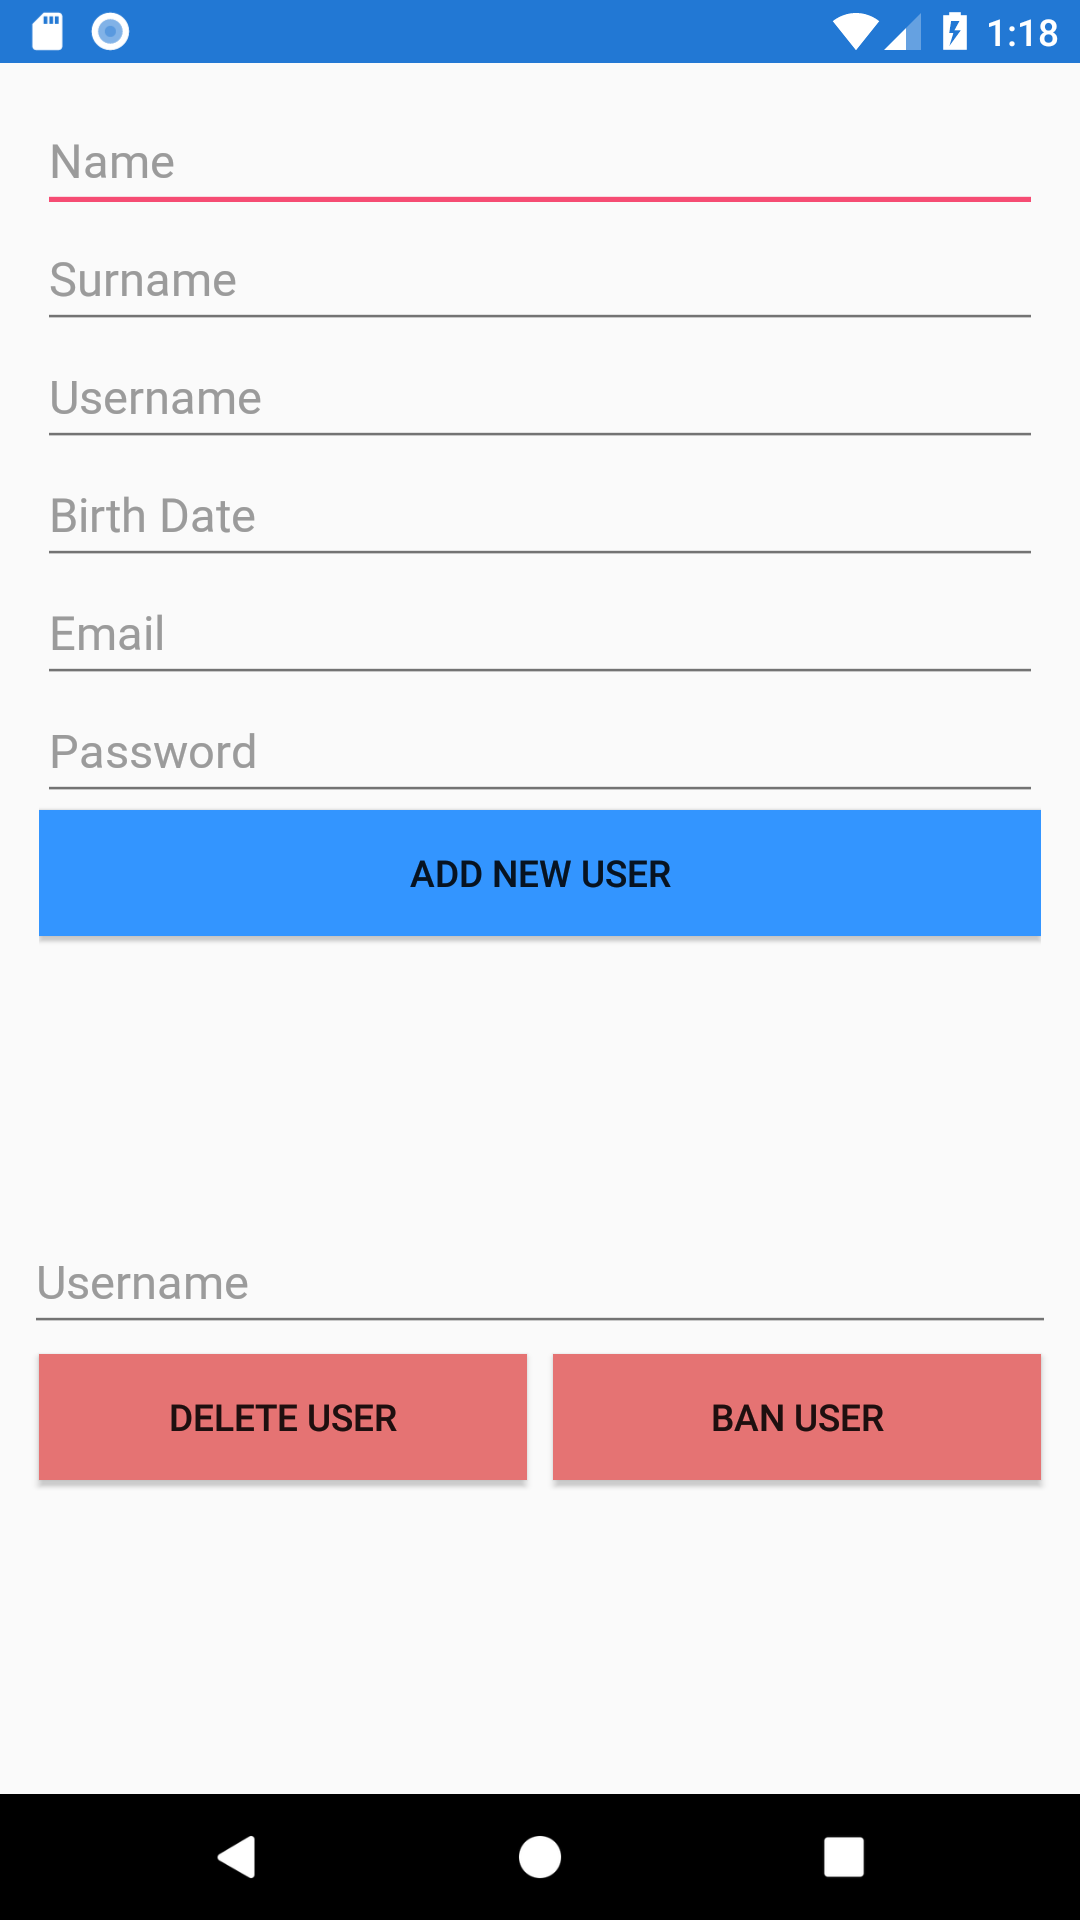 1:18
Name
Surname
Username
Birth Date
Email
Password
ADD NEW USER
Username
DELETE USER
BAN USER